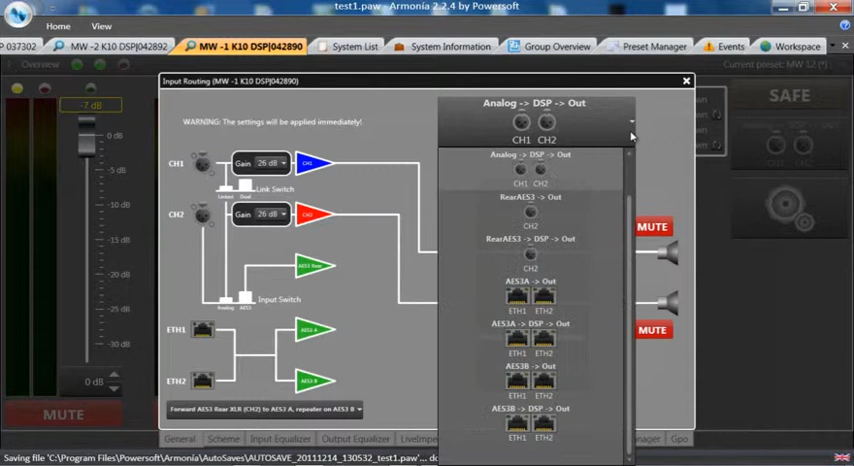 test1.paw - Armonía 2.2.4 by Powersoft
Home View
P 037302 MW -2 K10 DSP(042892 MW -1 K10 DSP(042890 System List System Information Group Overview Preset Manager Events Workspace
Overview Current preset: MW 12 (*)
Input Routing (MW -1 K10 DSP(042890)
-7 dB
0 dB
-5 dB
-10 dB
-15 dB
-20 dB
-25 dB
-30 dB
0 dB
MUTE
WARNING: The settings will be applied immediately!
CH1 Gain 26 dB CH1
Linked Dual Link Switch
CH2 Gain 26 dB CH2
AES3 Rear
Analog AES3 Input Switch
ETH1 AES3 A
ETH2 AES3 B
Forward AES3 Rear XLR (CH2) to AES3 A, repeater on AES3 B
Analog -> DSP -> Out
CH1 CH2
Analog -> DSP -> Out
CH1 CH2
RearAES3 -> Out
CH2
RearAES3 -> DSP -> Out
CH2
AES3A -> Out
ETH1 ETH2
AES3A -> DSP -> Out
ETH1 ETH2
AES3B -> Out
ETH1 ETH2
AES3B -> DSP -> Out
ETH1 ETH2
MUTE
MUTE
SAFE
MUTE
General Scheme Input Equalizer Output Equalizer Gpo
Saving file 'C:\Program Files\Powersoft\Armonía\AutoSaves\AUTOSAVE_20111214_130532_test1.paw'...